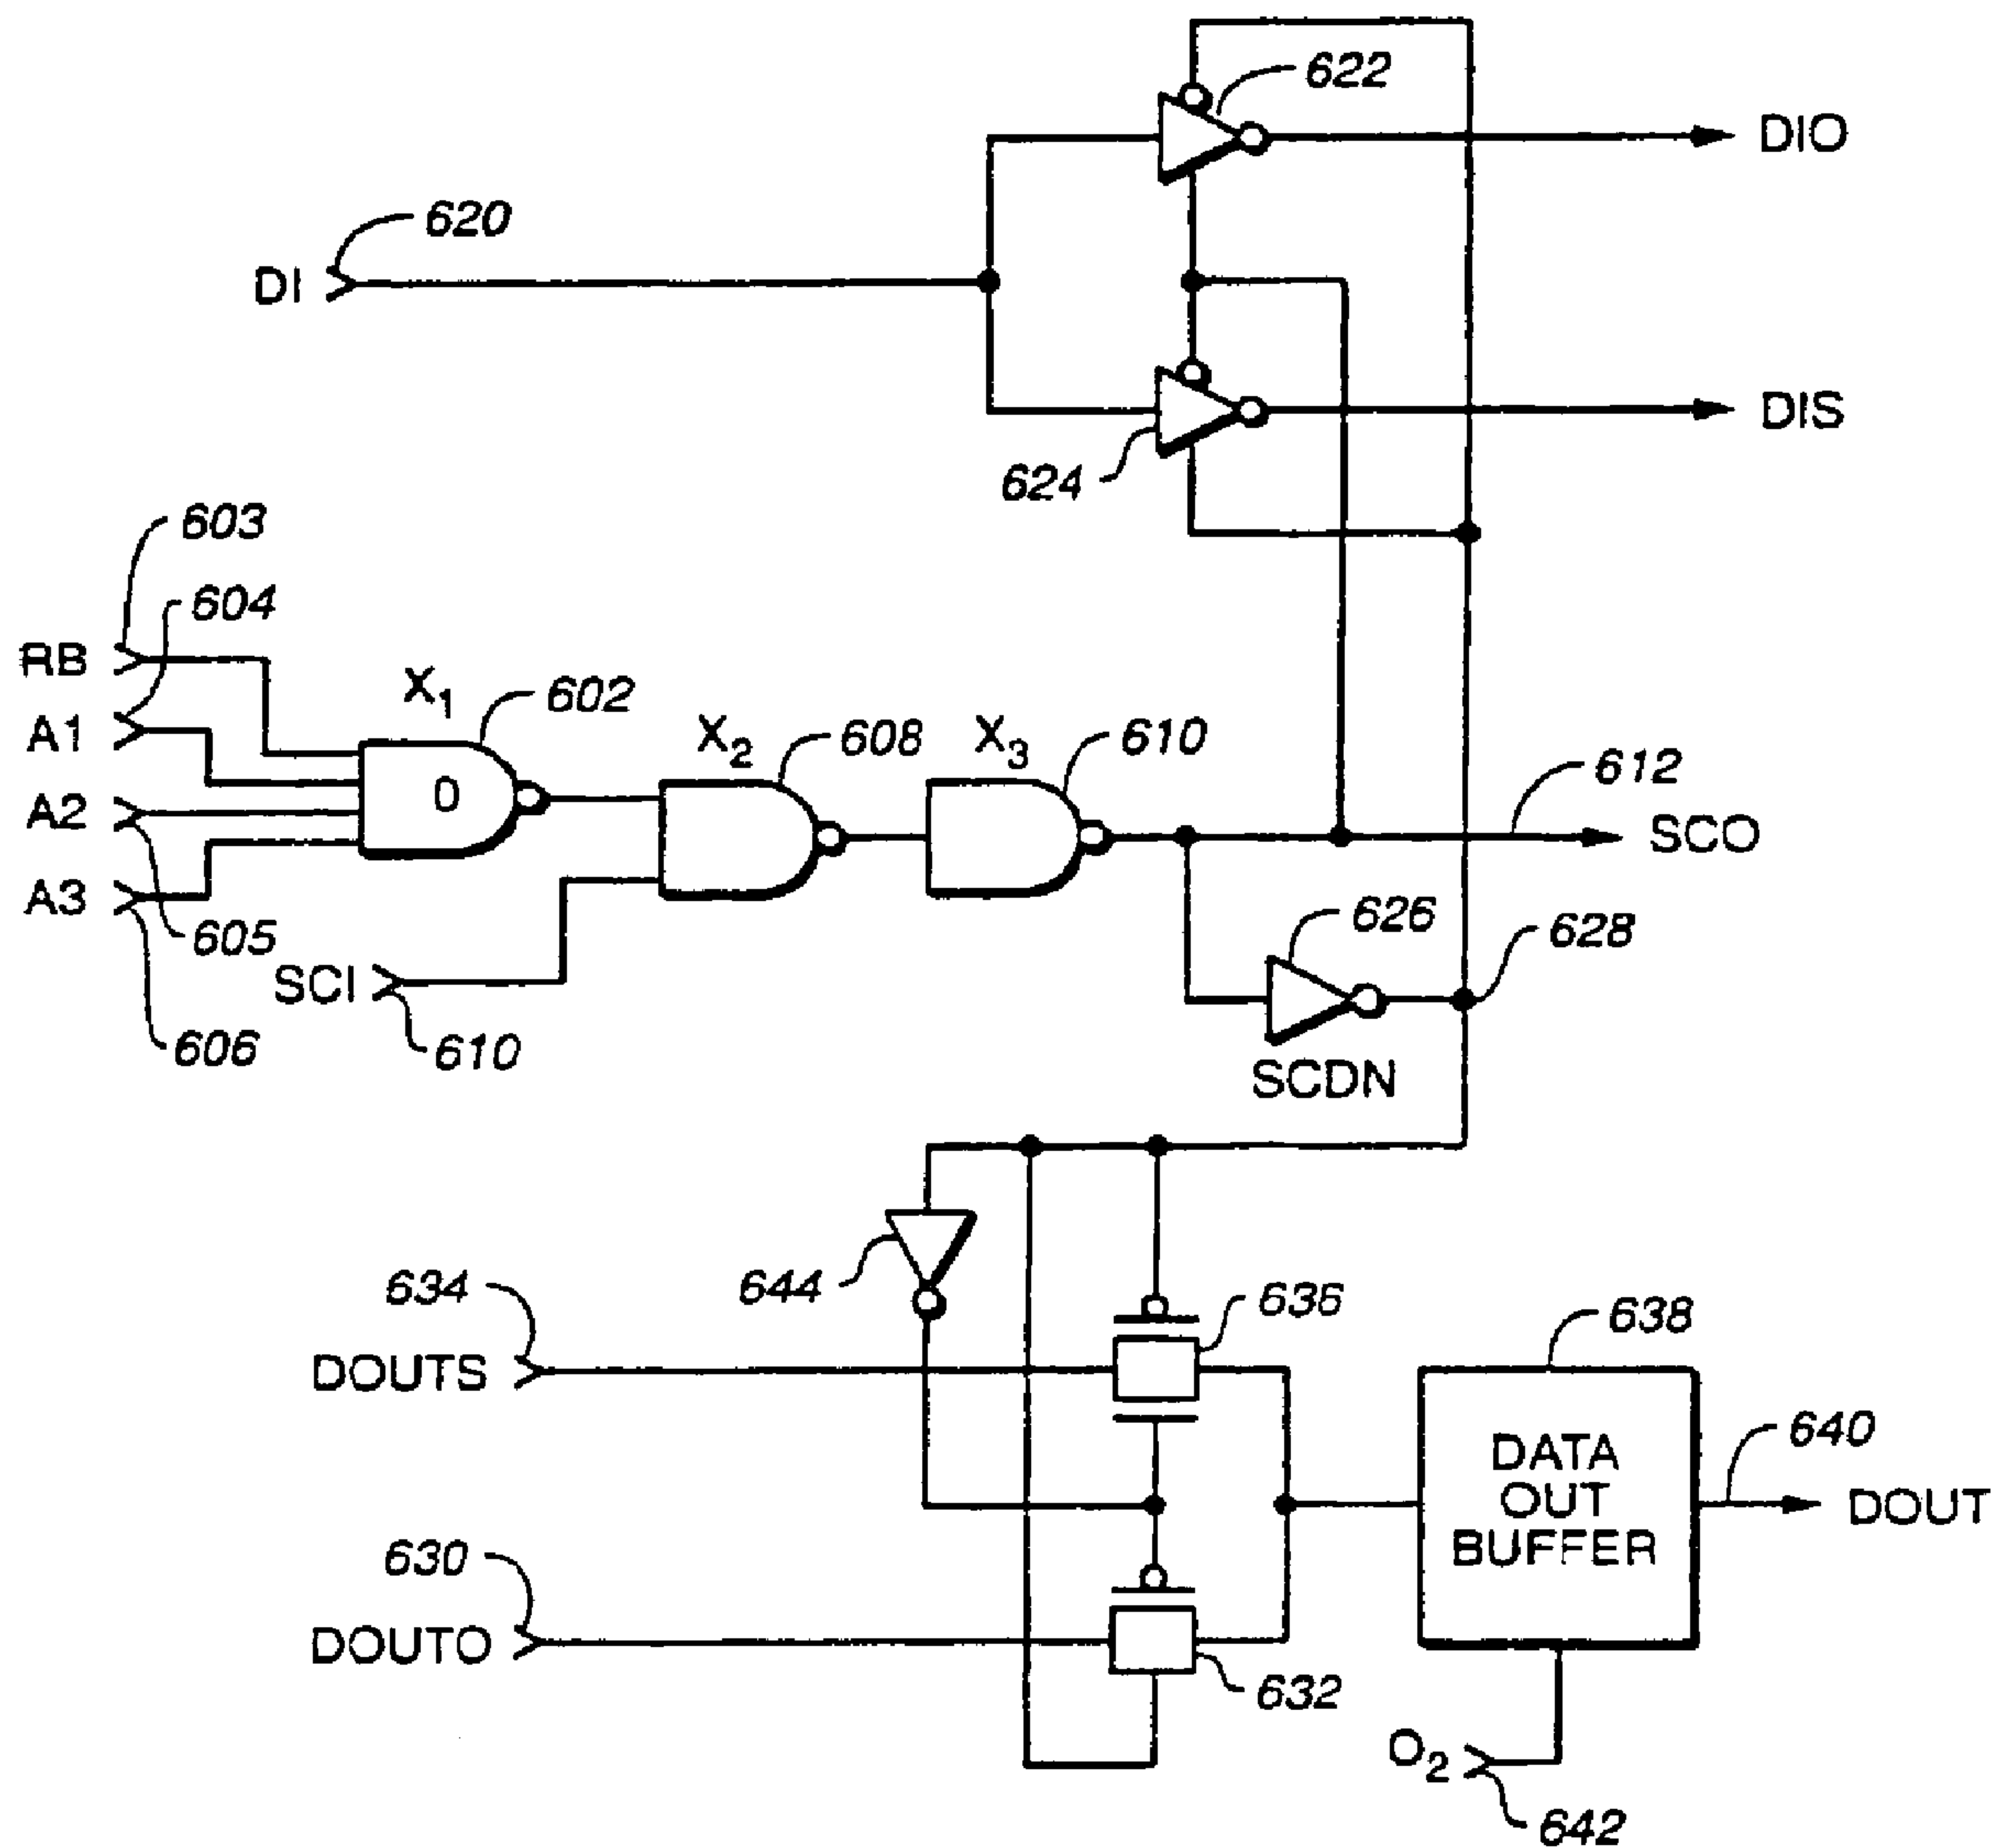 622
DIO
620
DI
DIS
624
603
604
RB
X1
602
A1
X2
608
X3
610
612
A2
0
SCO
A3
605
626
628
SCI
606
610
SCDN
634
644
636
638
DOUTS
640
DATA
OUT
BUFFER
DOUT
630
DOUTO
632
O2
642